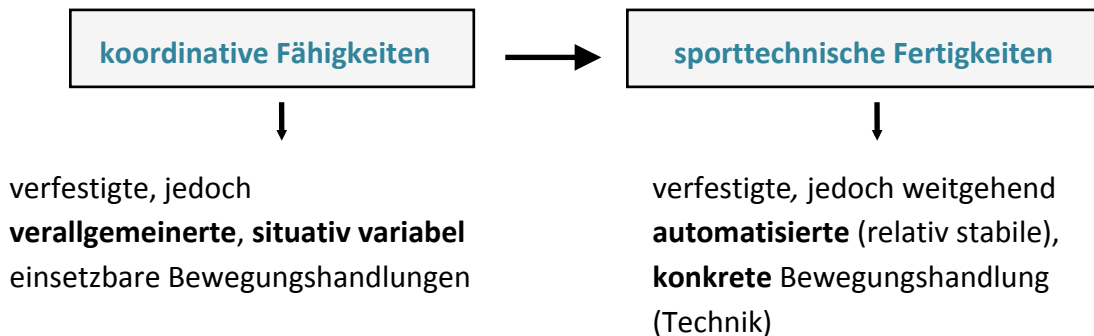 koordinative Fähigkeiten
sporttechnische Fertigkeiten
verfestigte, jedoch
verallgemeinerte, situativ variabel
einsetzbare Bewegungshandlungen
verfestigte, jedoch weitgehend
automatisierte (relativ stabile),
konkrete Bewegungshandlung
(Technik)